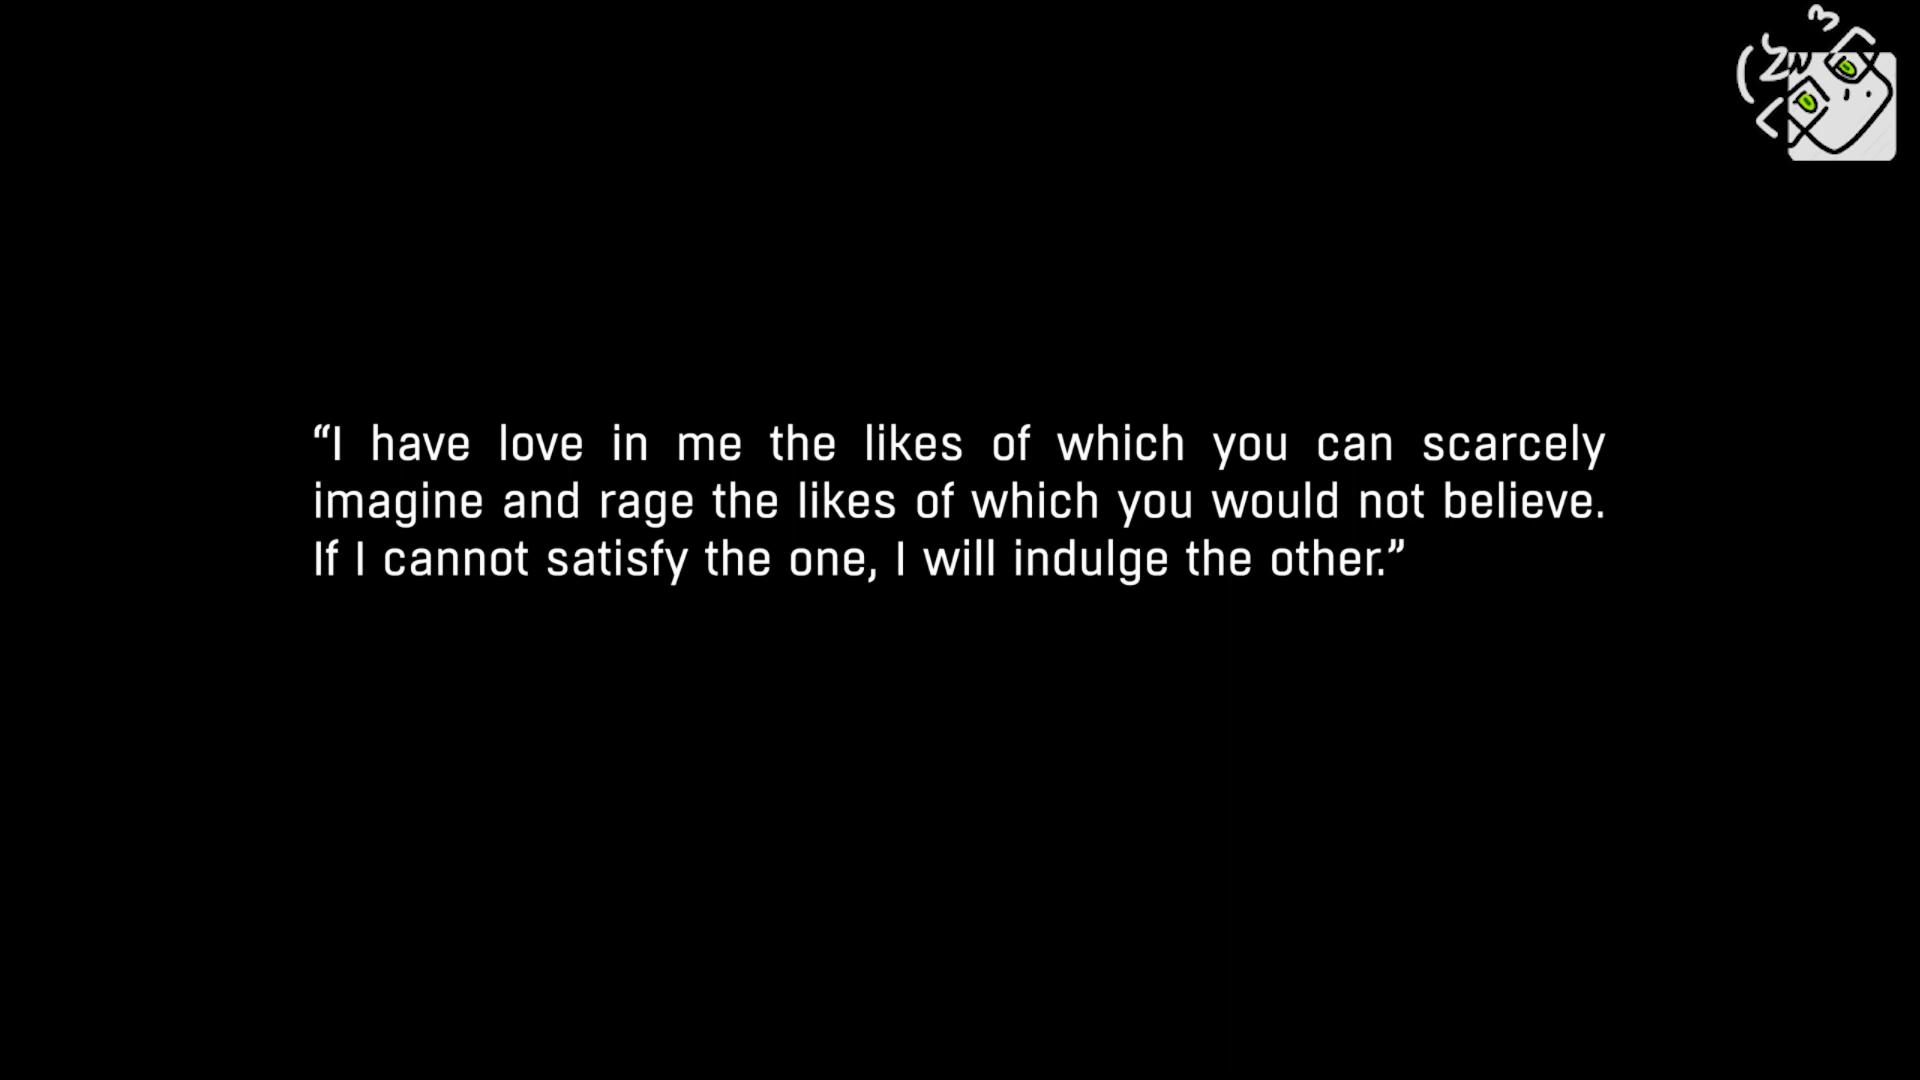 “I have love in me the likes of which you can scarcely
imagine and rage the likes of which you would not believe.
If I cannot satisfy the one, I will indulge the other.”